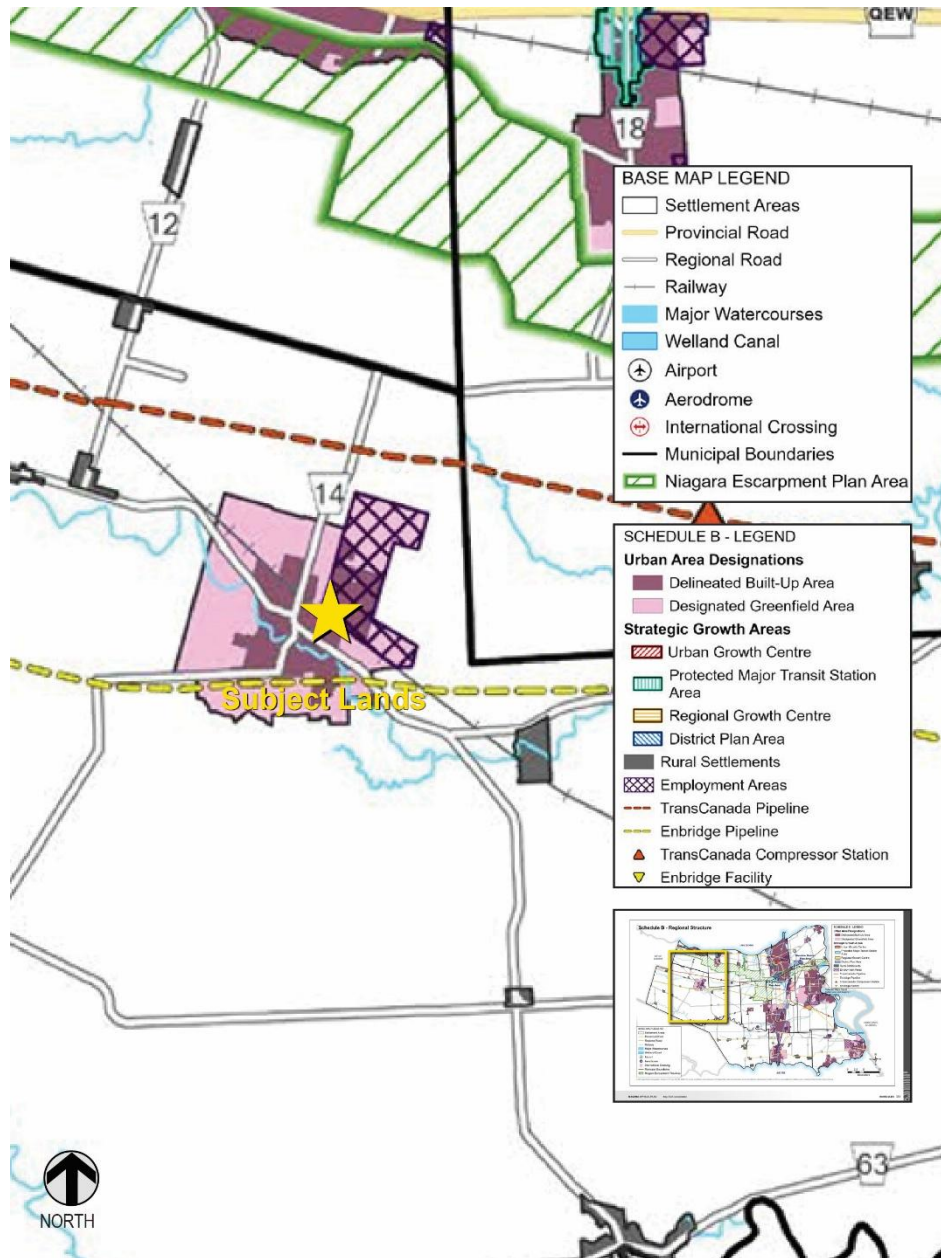 QEW
18
12
14
Subject Lands
63
NORTH
BASE MAP LEGEND
Settlement Areas
Provincial Road
Regional Road
Railway
Major Watercourses
Welland Canal
Airport
Aerodrome
International Crossing
Municipal Boundaries
Niagara Escarpment Plan Area
SCHEDULE B - LEGEND
Urban Area Designations
Delineated Built-Up Area
Designated Greenfield Area
Strategic Growth Areas
Urban Growth Centre
Protected Major Transit Station
Area
Regional Growth Centre
District Plan Area
Rural Settlements
Employment Areas
TransCanada Pipeline
Enbridge Pipeline
TransCanada Compressor Station
Enbridge Facility
Schedule B - Regional Structure